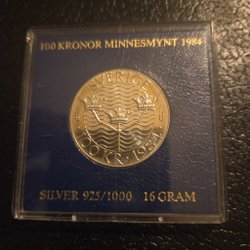 100 KRONOR MINNESMYNT 1984
SVERIGE
100 KR · 1984
SILVER 925/1000 16 GRAM